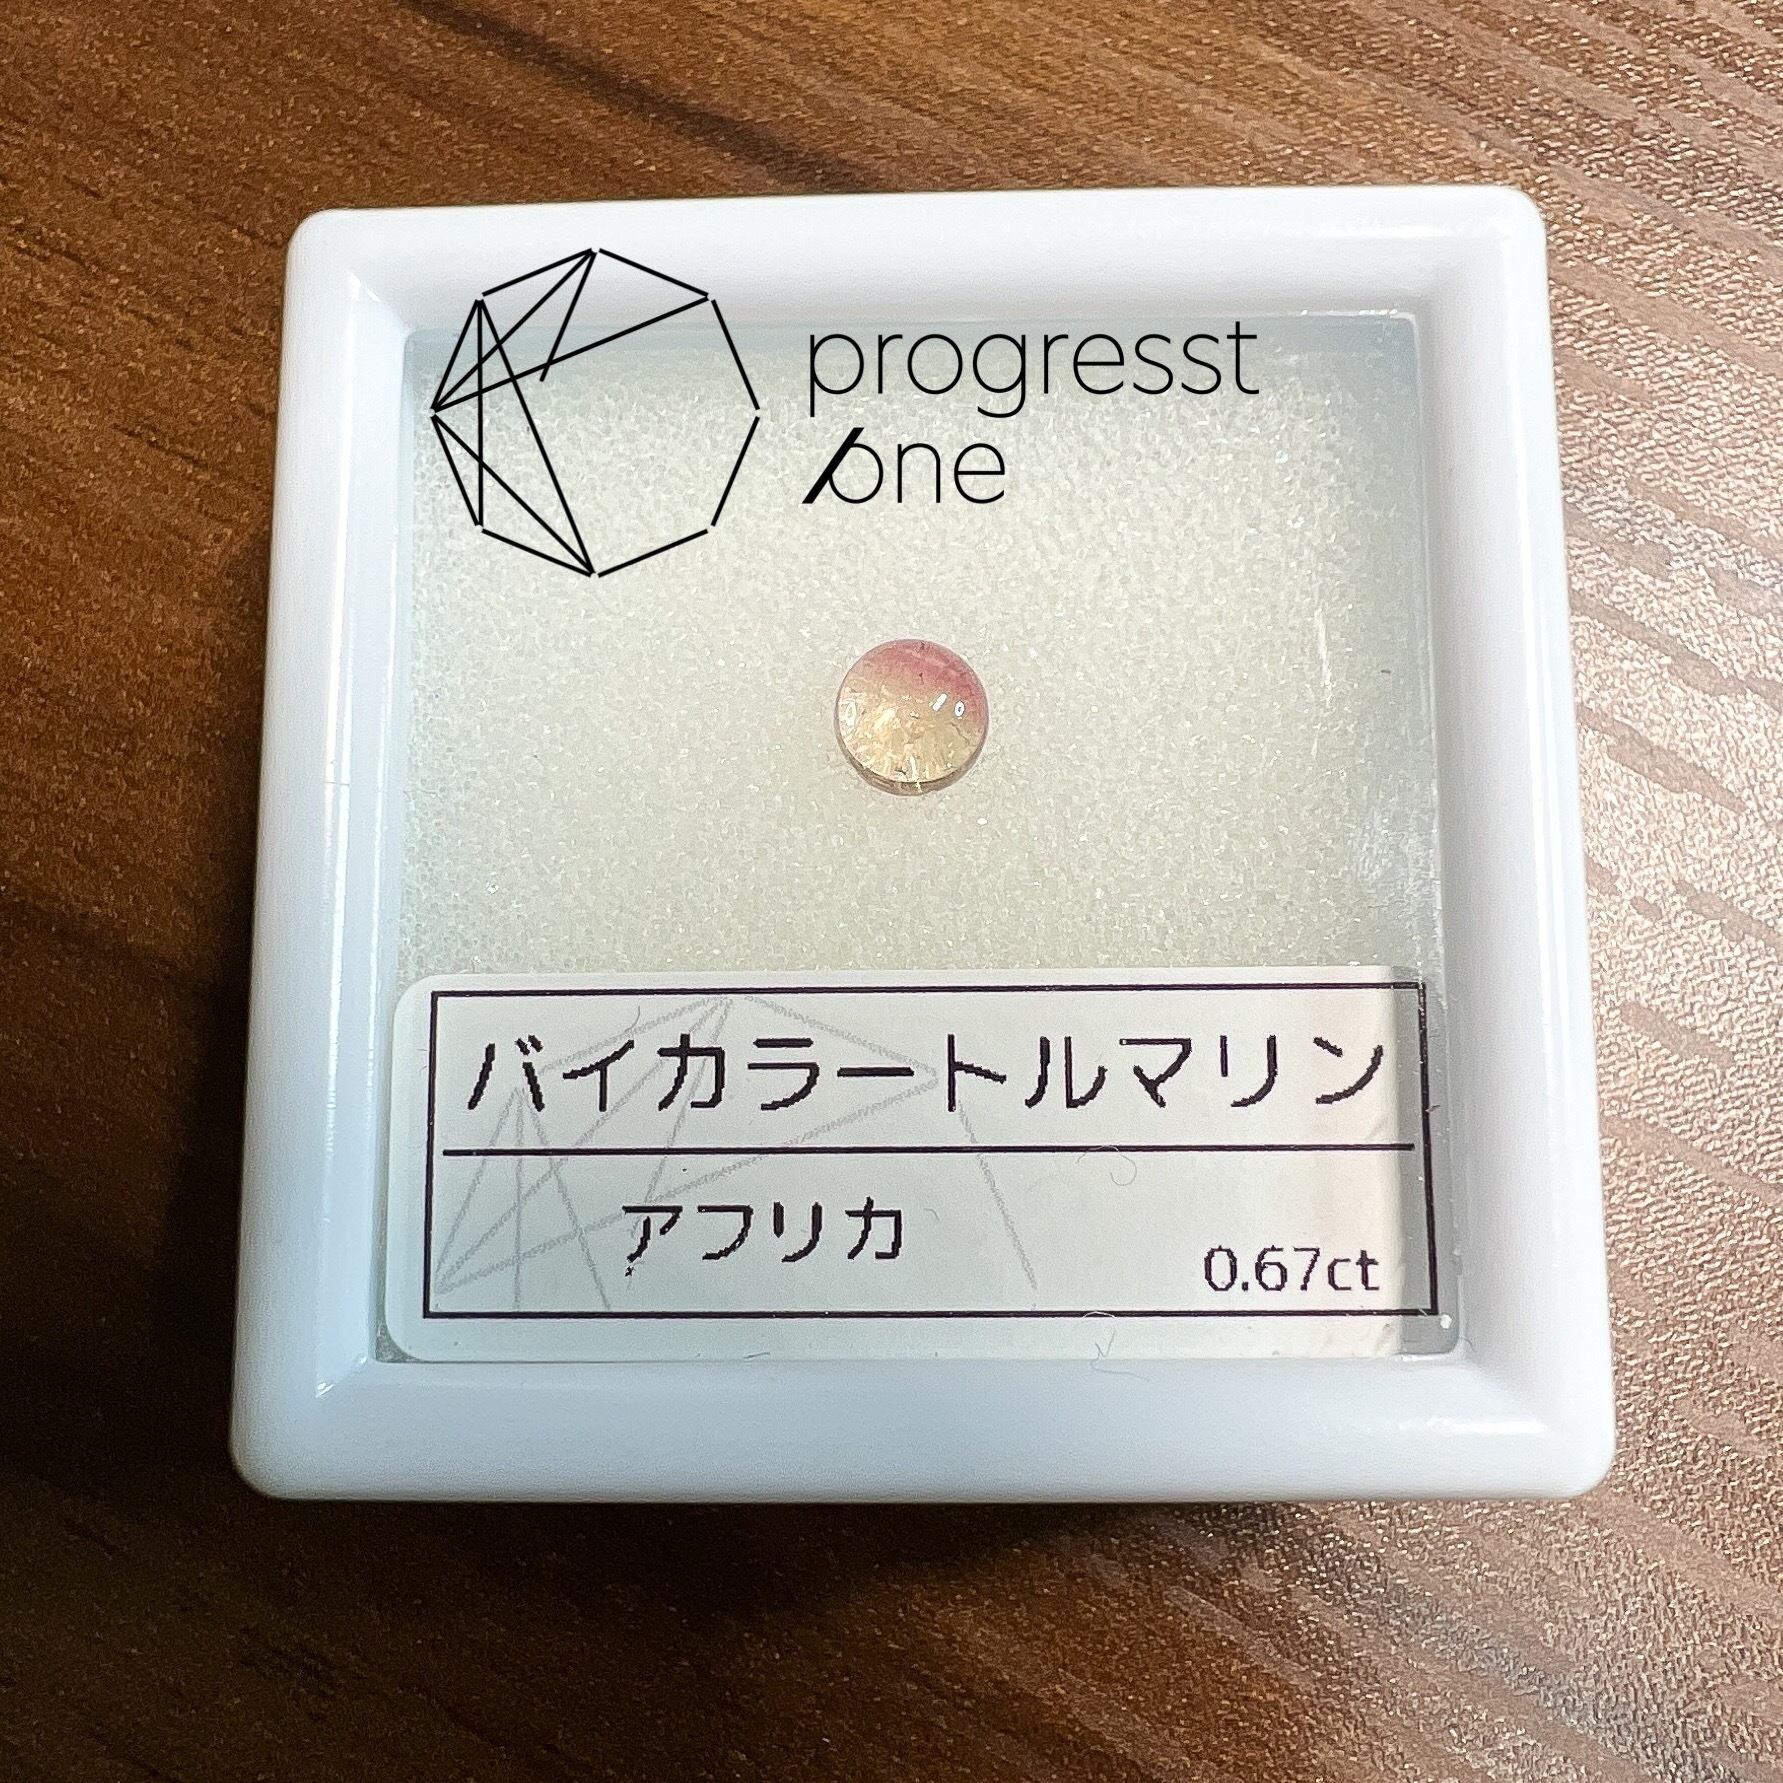 progresst
one
バイカラートルマリン
アフリカ
0.67ct